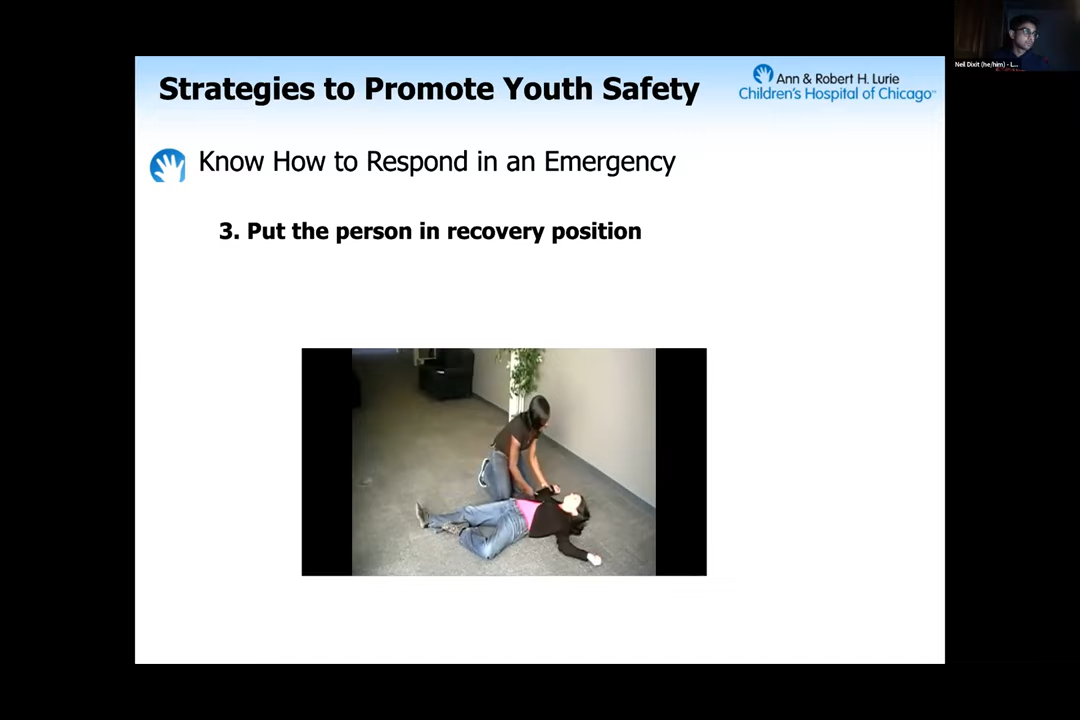 Strategies to Promote Youth Safety
Ann & Robert H. Lurie
Children's Hospital of Chicago
Neil Dixit (he/him) - L...
Know How to Respond in an Emergency
3. Put the person in recovery position